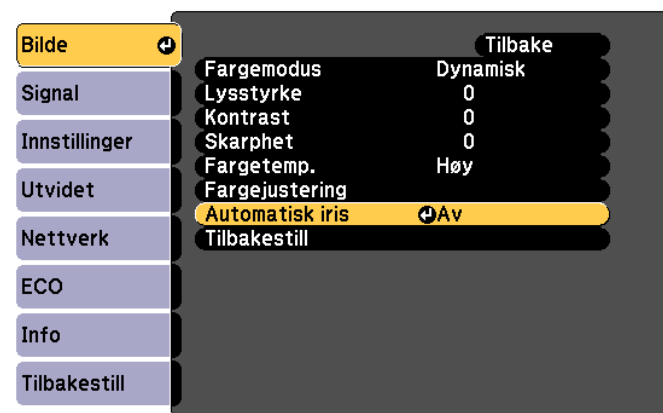 Bilde
Signal
Innstillinger
Utvidet
Nettverk
ECO
Info
Tilbakestill
Tilbake
Fargemodus Dynamisk
Lysstyrke 0
Kontrast 0
Skarphet 0
Fargetemp. Høy
Fargejustering
Automatisk iris Av
Tilbakestill